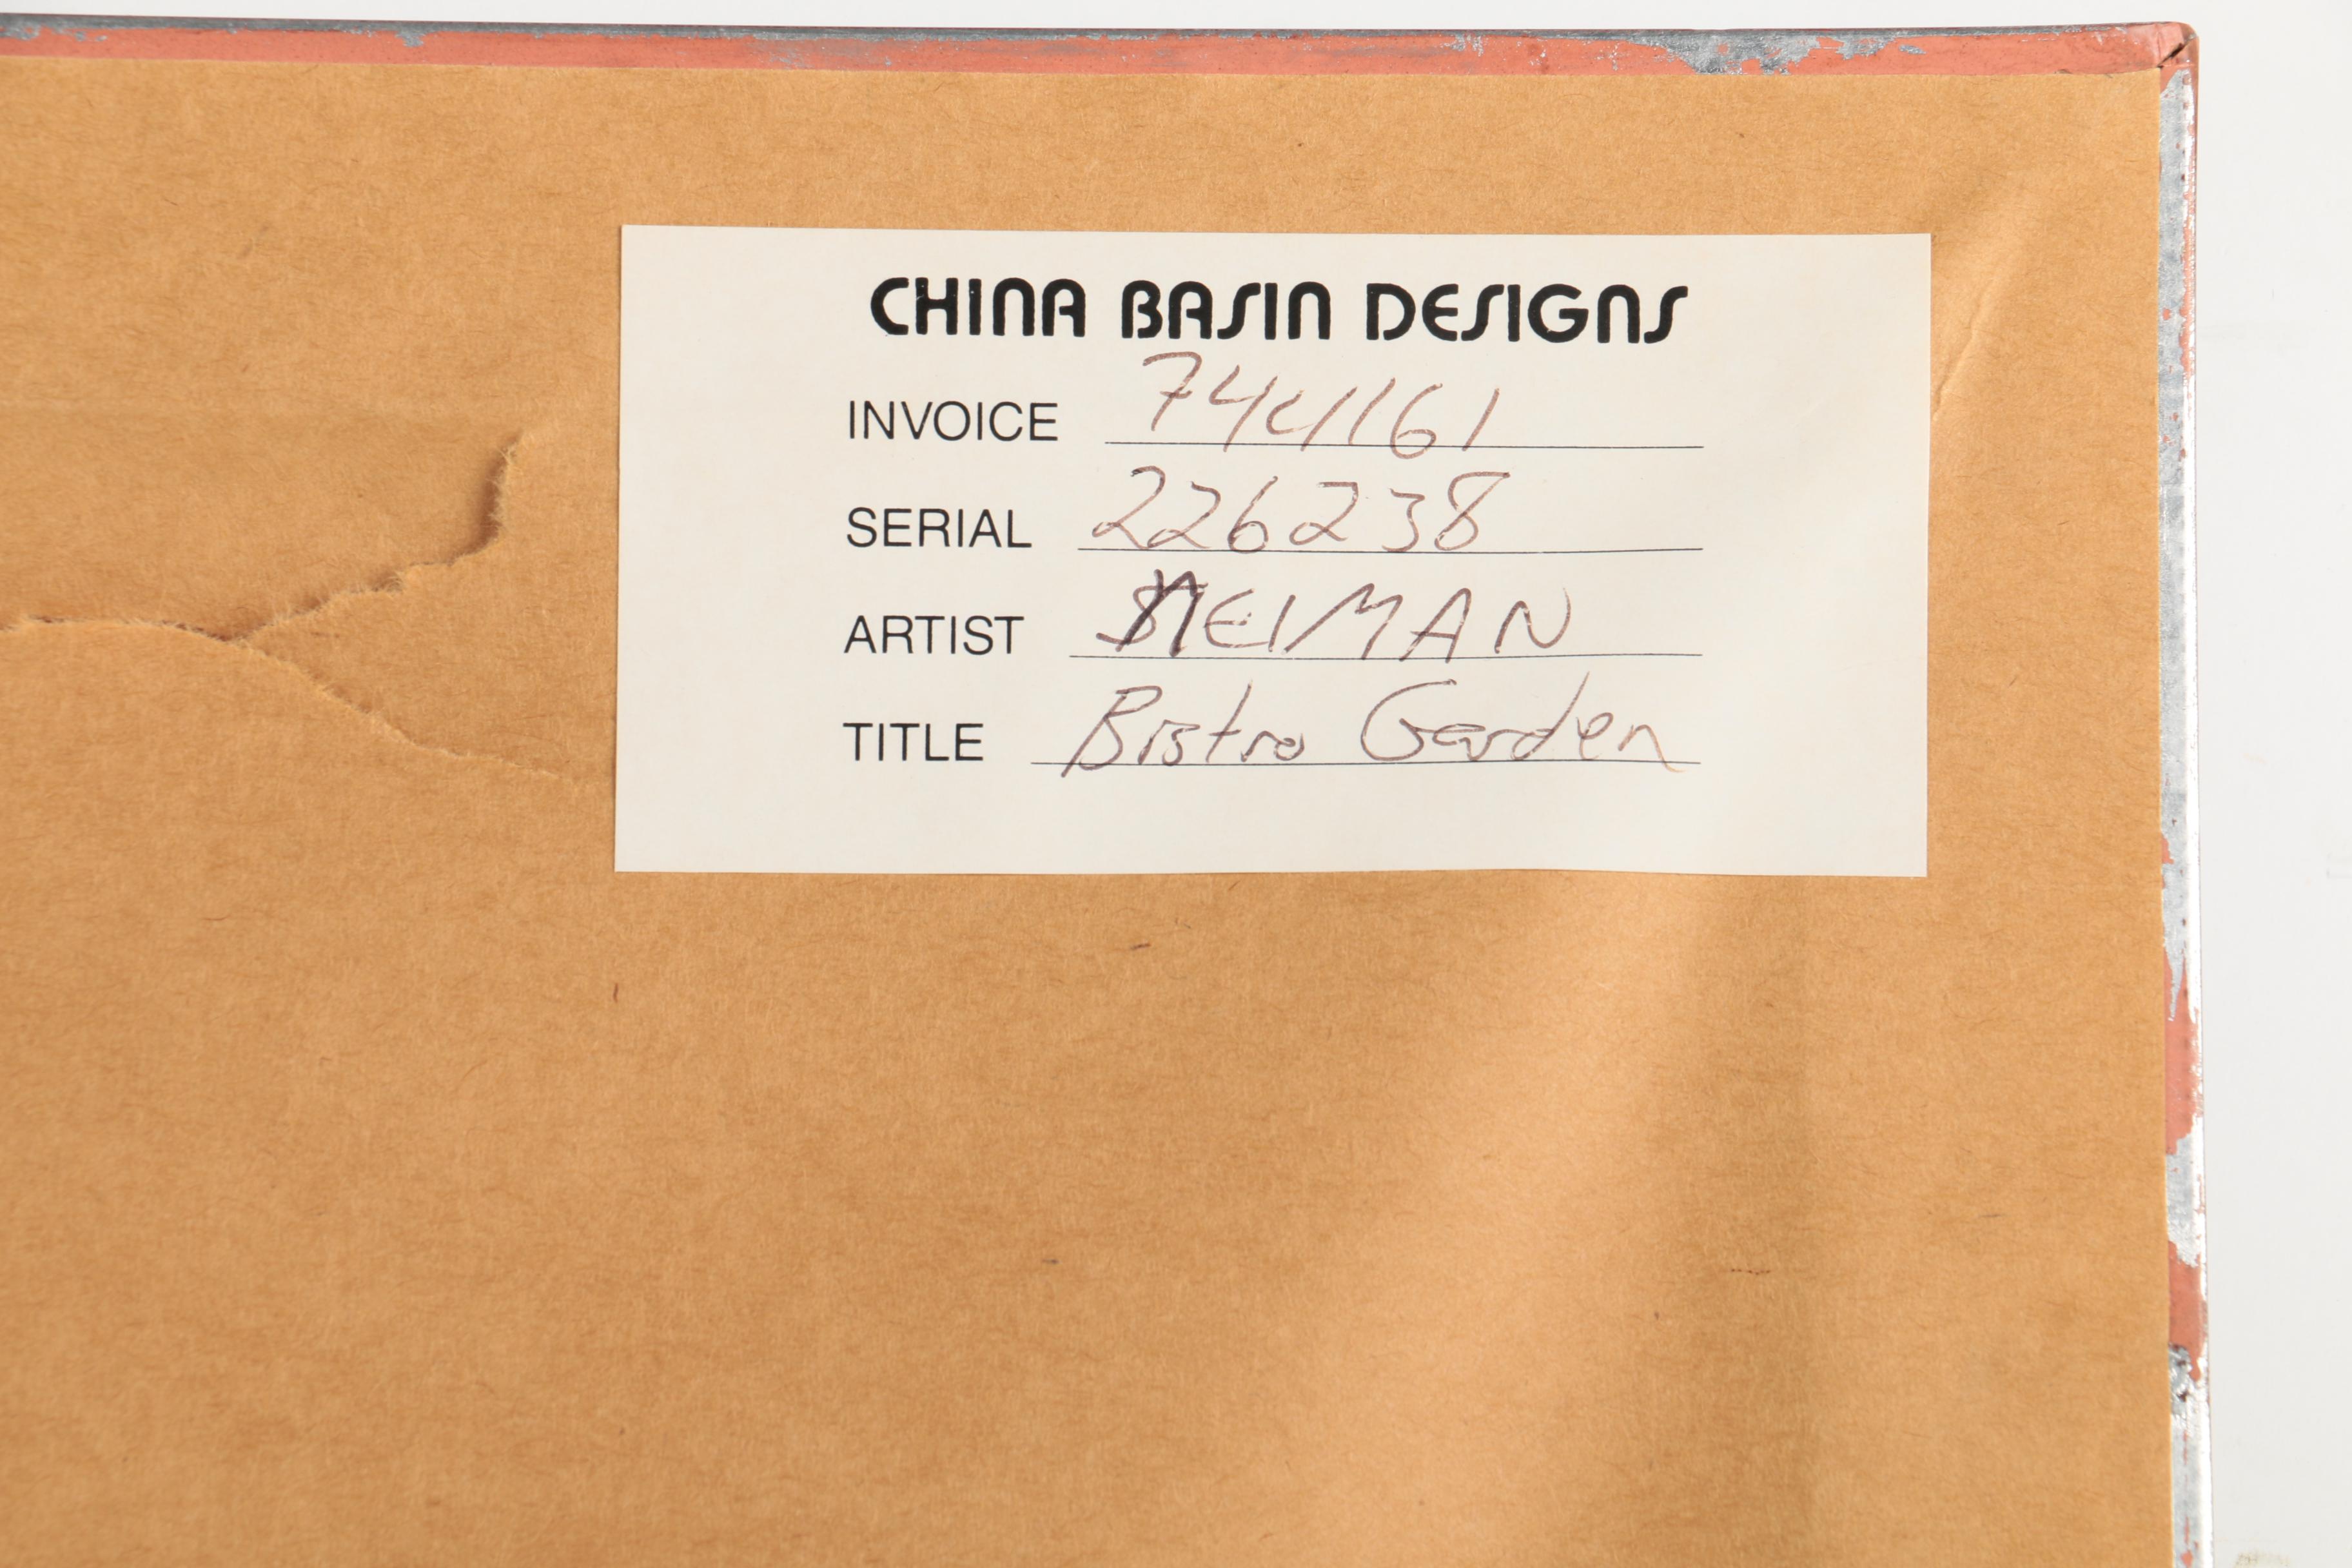 CHINA BASIN DESIGNS
INVOICE 744161
SERIAL 226238
ARTIST NEIMAN
TITLE Bistro Garden